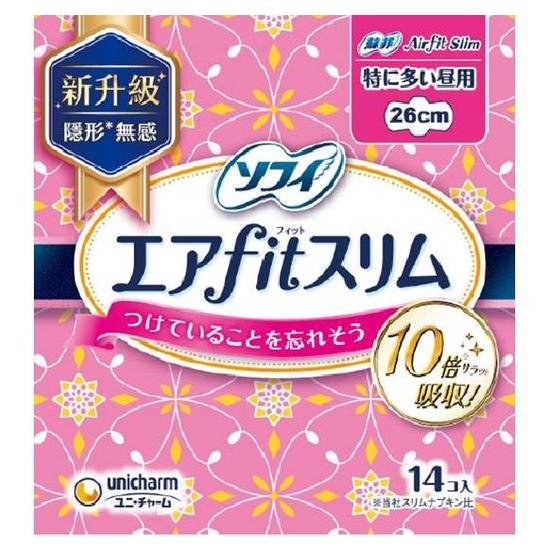 新升級
隱形*無感
蘇菲 Airfit Slim
特に多い昼用
26cm
ソフィ
フィット
エアfitスリム
つけていることを忘れそう
10倍※サラッと
吸収!
unicharm
ユニ・チャーム
14コ入
※当社スリムナプキン比